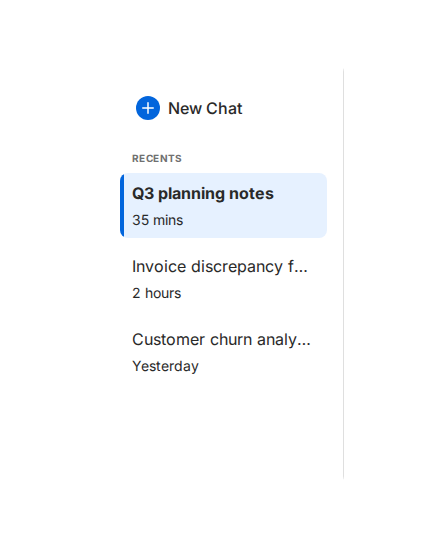 New Chat
RECENTS
Q3 planning notes
35 mins
Invoice discrepancy f...
2 hours
Customer churn analy...
Yesterday